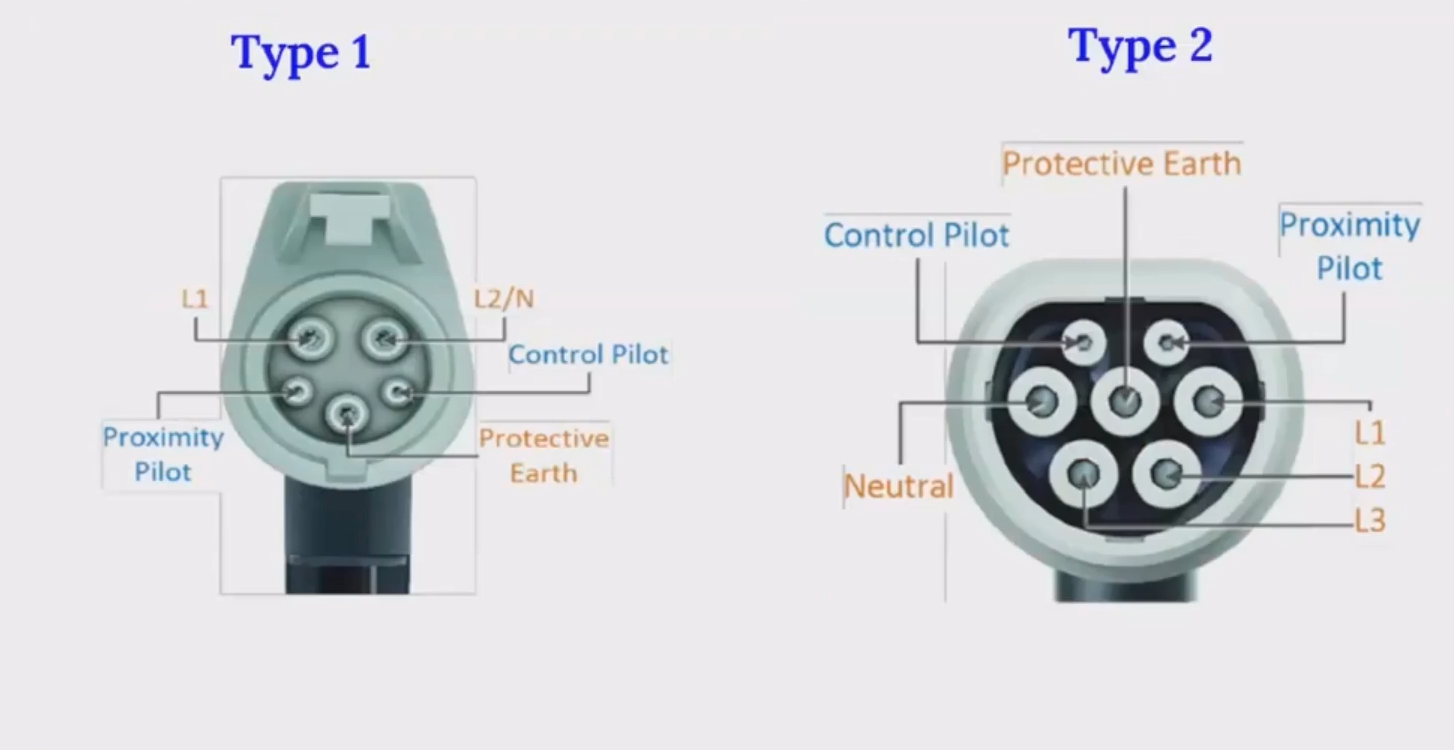 Type 1
L1
L2/N
Control Pilot
Proximity
Pilot
Protective
Earth
Type 2
Protective Earth
Control Pilot
Proximity
Pilot
Neutral
L1
L2
L3